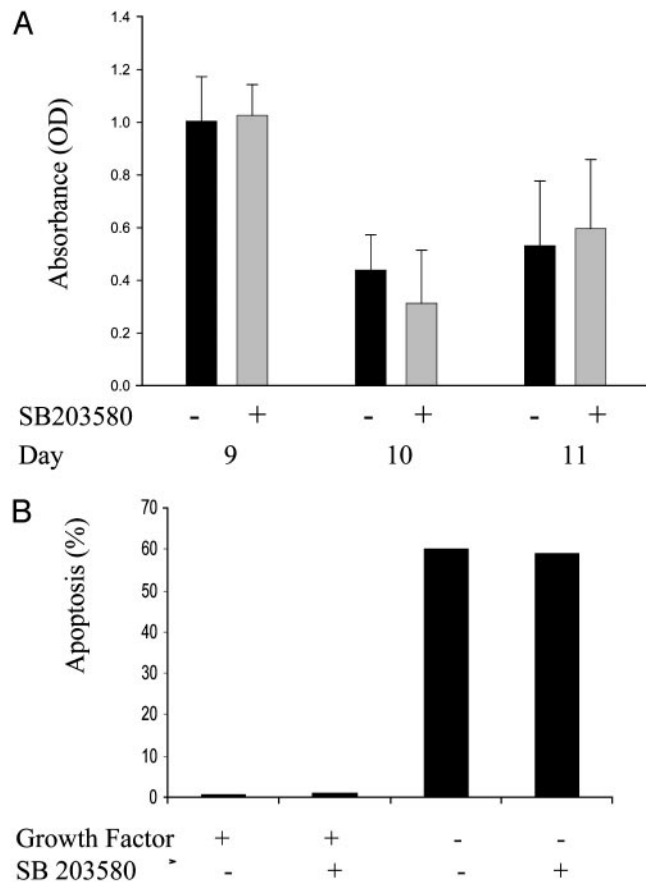 A
1.4
1.2
1.0
0.8
0.6
0.4
0.2
0.0
Absorbance (OD)
SB203580 - + - + - +
Day 9 10 11
B
70
60
50
40
30
20
10
0
Apoptosis (%)
Growth Factor + + - -
SB 203580 - + - +